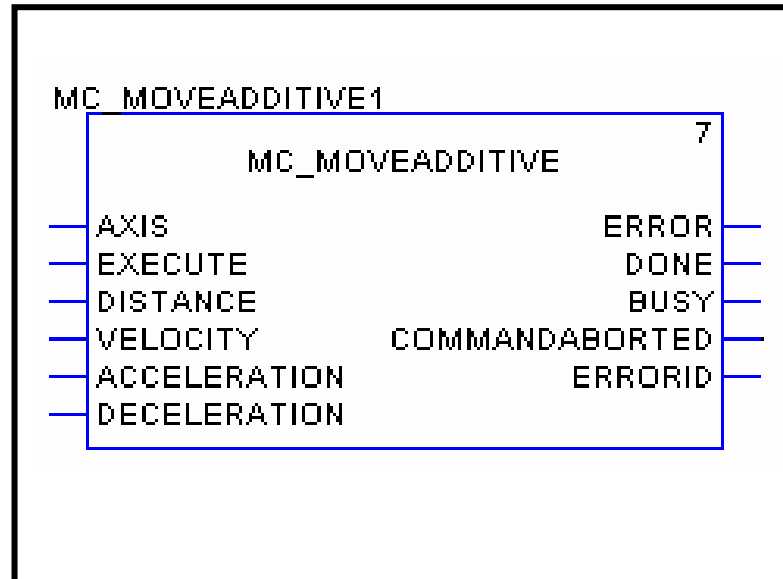 MC_MOVEADDITIVE1
7
MC_MOVEADDITIVE
AXIS ERROR
EXECUTE DONE
DISTANCE BUSY
VELOCITY COMMANDABORTED
ACCELERATION ERRORID
DECELERATION